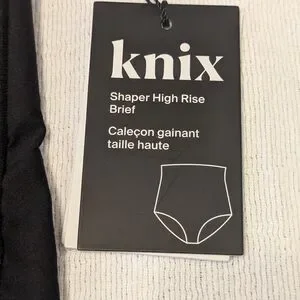 knix
Shaper High Rise
Brief
Caleçon gainant
taille haute